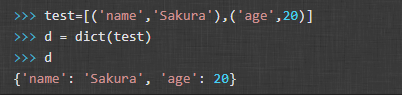 >>> test=[('name','Sakura'),('age',20)]
>>> d = dict(test)
>>> d
{'name': 'Sakura', 'age': 20}